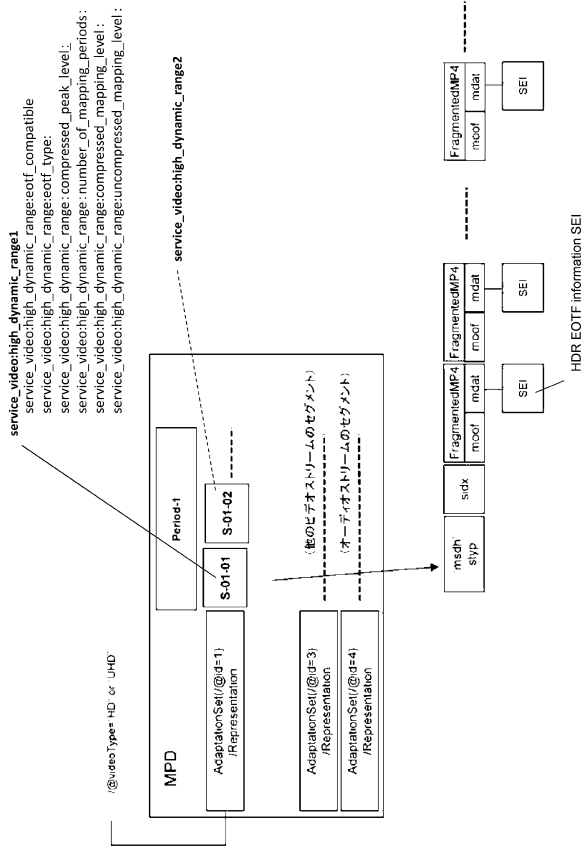 service_video:high_dynamic_range1
service_video:high_dynamic_range:eotf_compatible
service_video:high_dynamic_range:eotf_type:
service_video:high_dynamic_range:compressed_peak_level:
service_video:high_dynamic_range:number_of_mapping_periods:
service_video:high_dynamic_range:compressed_mapping_level:
service_video:high_dynamic_range:uncompressed_mapping_level:
service_video:high_dynamic_range2
/@videoType='HD' or 'UHD'
MPD
Period-1
AdaptationSet(/@id=1)
/Representation
S-01-01
S-01-02
AdaptationSet(/@id=3)
/Representation
(他のビデオストリームのセグメント)
AdaptationSet(/@id=4)
/Representation
(オーディオストリームのセグメント)
'msdh'
styp
sidx
FragmentedMP4
moof
mdat
FragmentedMP4
moof
mdat
FragmentedMP4
moof
mdat
SEI
SEI
SEI
HDR EOTF information SEI